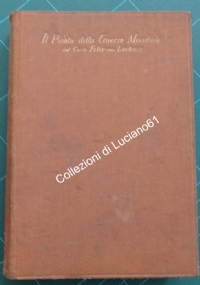 Il Pirata della Guerra Mondiale
del Conte Felix von Luckner
Collezioni di Luciano61